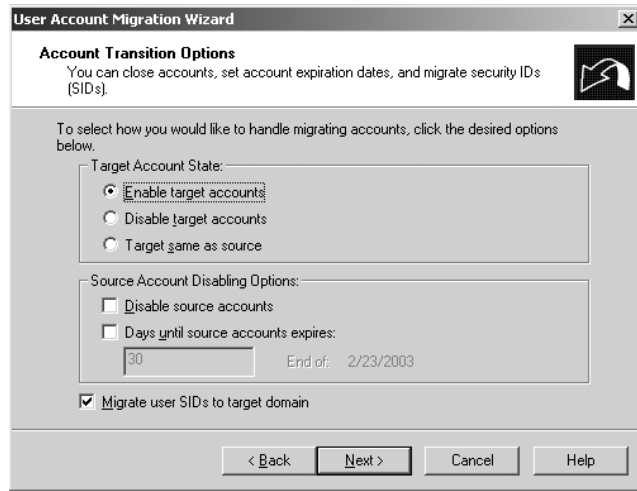 User Account Migration Wizard
Account Transition Options
You can close accounts, set account expiration dates, and migrate security IDs
(SIDs).
To select how you would like to handle migrating accounts, click the desired options
below.
Target Account State:
Enable target accounts
Disable target accounts
Target same as source
Source Account Disabling Options:
Disable source accounts
Days until source accounts expires:
30 End of: 2/23/2003
Migrate user SIDs to target domain
< Back Next > Cancel Help